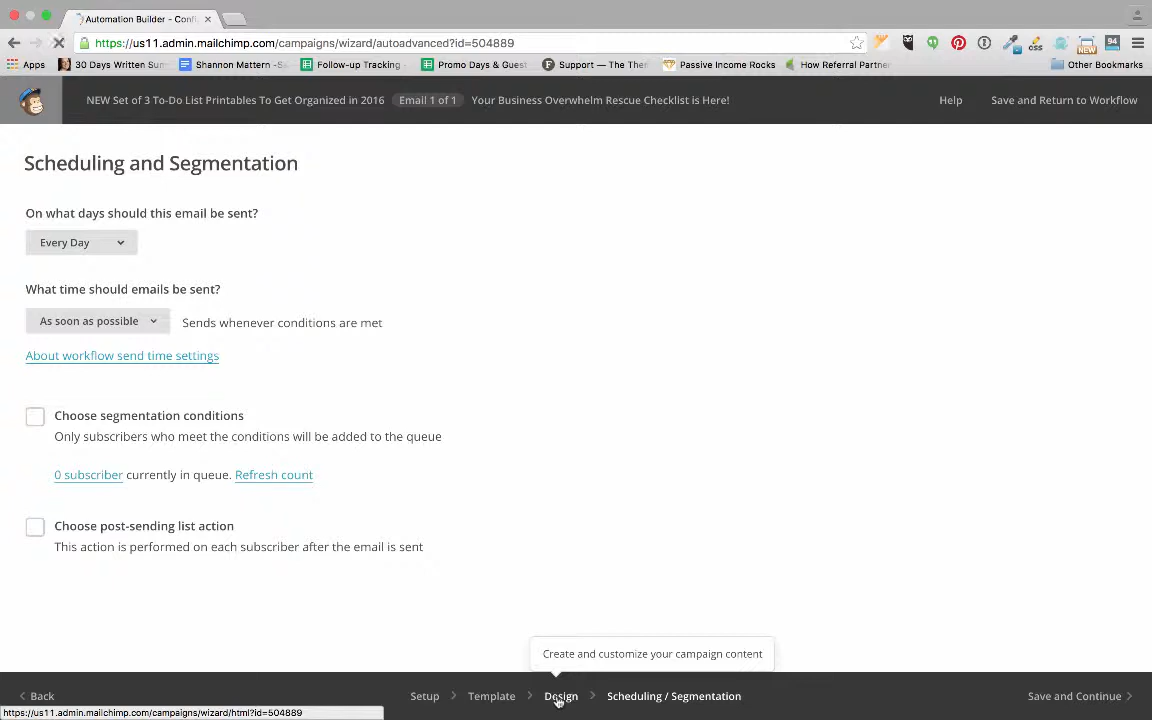 Automation Builder - Confi
https://us11.admin.mailchimp.com/campaigns/wizard/autoadvanced?id=504889
Apps 30 Days Written Sum Shannon Mattern - Follow-up Tracking Promo Days & Guest Support — The Them Passive Income Rocks How Referral Partner Other Bookmarks
NEW 94
NEW Set of 3 To-Do List Printables To Get Organized in 2016 Email 1 of 1 Your Business Overwhelm Rescue Checklist is Here! Help Save and Return to Workflow
Scheduling and Segmentation
On what days should this email be sent?
Every Day
What time should emails be sent?
As soon as possible Sends whenever conditions are met
About workflow send time settings
Choose segmentation conditions
Only subscribers who meet the conditions will be added to the queue
0 subscriber currently in queue. Refresh count
Choose post-sending list action
This action is performed on each subscriber after the email is sent
Create and customize your campaign content
Back Setup Template Design Scheduling / Segmentation Save and Continue
https://us11.admin.mailchimp.com/campaigns/wizard/html?id=504889